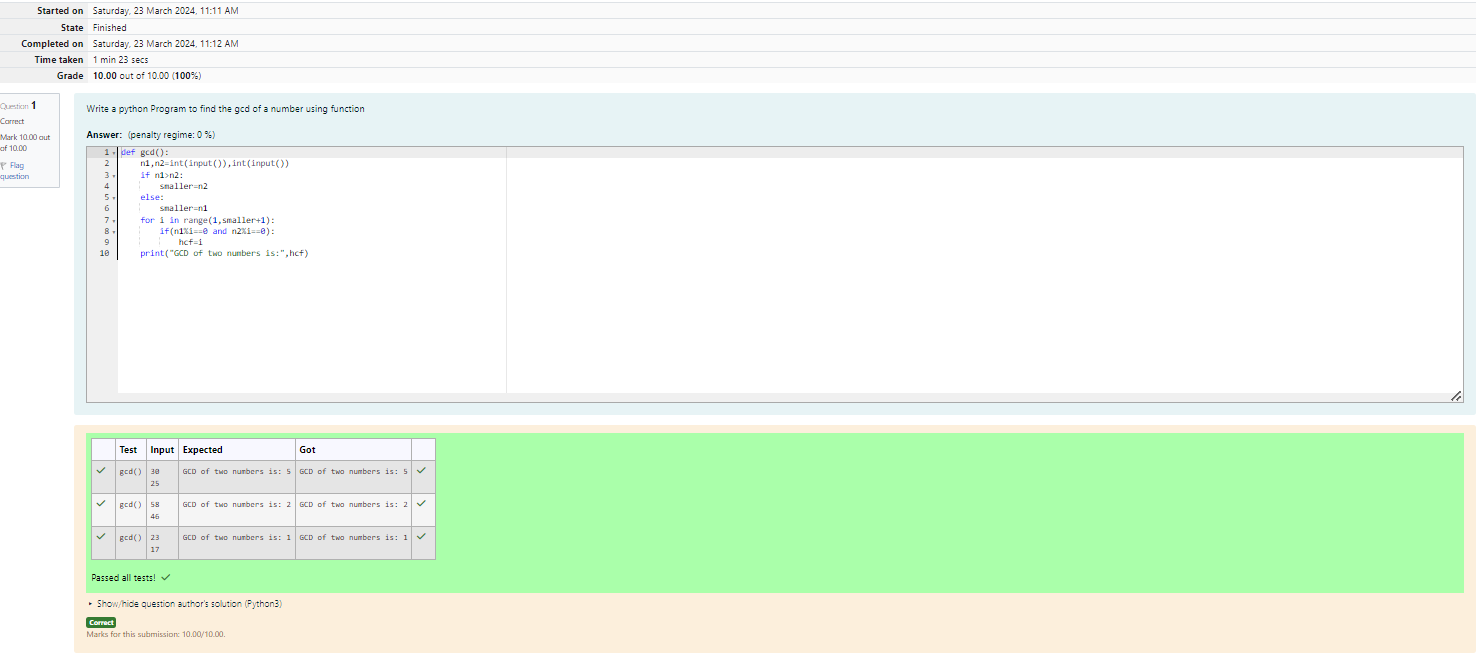 Started on Saturday, 23 March 2024, 11:11 AM
State Finished
Completed on Saturday, 23 March 2024, 11:12 AM
Time taken 1 min 23 secs
Grade 10.00 out of 10.00 (100%)
Question 1
Correct
Mark 10.00 out
of 10.00
Flag
question
Write a python Program to find the gcd of a number using function
Answer: (penalty regime: 0 %)
1 def gcd():
2     n1,n2=int(input()),int(input())
3     if n1>n2:
4         smaller=n2
5     else:
6         smaller=n1
7     for i in range(1,smaller+1):
8         if(n1%i==0 and n2%i==0):
9             hcf=i
10     print("GCD of two numbers is:",hcf)
Test Input Expected Got
gcd() 30 GCD of two numbers is: 5 GCD of two numbers is: 5
25
gcd() 58 GCD of two numbers is: 2 GCD of two numbers is: 2
46
gcd() 23 GCD of two numbers is: 1 GCD of two numbers is: 1
17
Passed all tests!
Show/hide question author's solution (Python3)
Correct
Marks for this submission: 10.00/10.00.